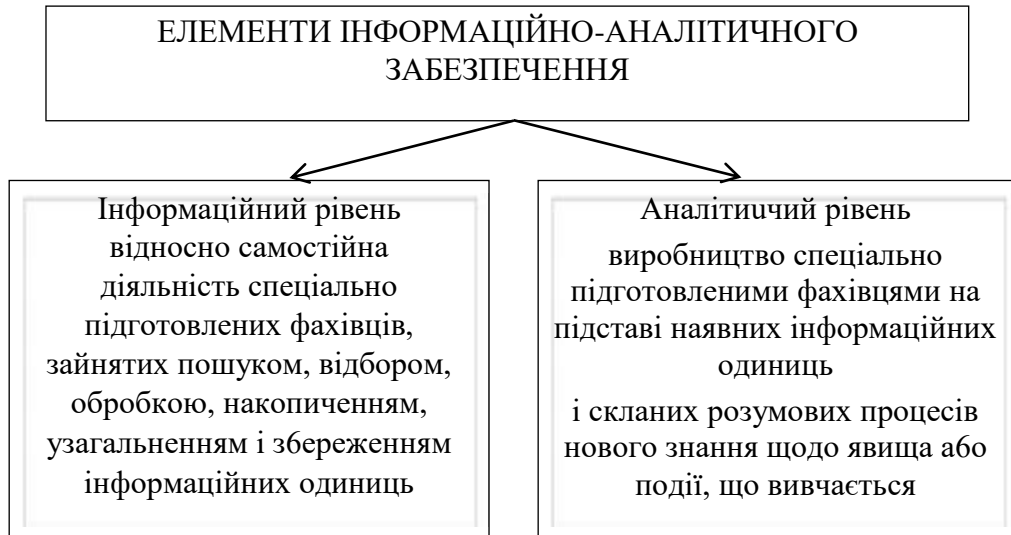 ЕЛЕМЕНТИ ІНФОРМАЦІЙНО-АНАЛІТИЧНОГО
ЗАБЕЗПЕЧЕННЯ
Інформаційний рівень
відносно самостійна
діяльність спеціально
підготовлених фахівців,
зайнятих пошуком, відбором,
обробкою, накопиченням,
узагальненням і збереженням
інформаційних одиниць
Аналітиuчий рівень
виробництво спеціально
підготовленими фахівцями на
підставі наявних інформаційних
одиниць
і скланих розумових процесів
нового знання щодо явища або
події, що вивчається